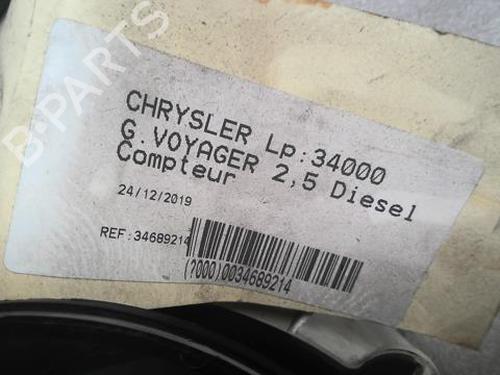 B-PARTS
CHRYSLER Lp:34000
G.VOYAGER 2,5 Diesel
Compteur
24/12/2019
REF:34689214
(7000)0034689214